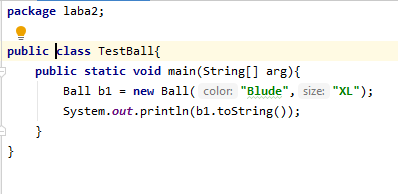 package laba2;
public class TestBall{
public static void main(String[] arg){
Ball b1 = new Ball( color: "Blude", size: "XL");
System.out.println(b1.toString());
}
}